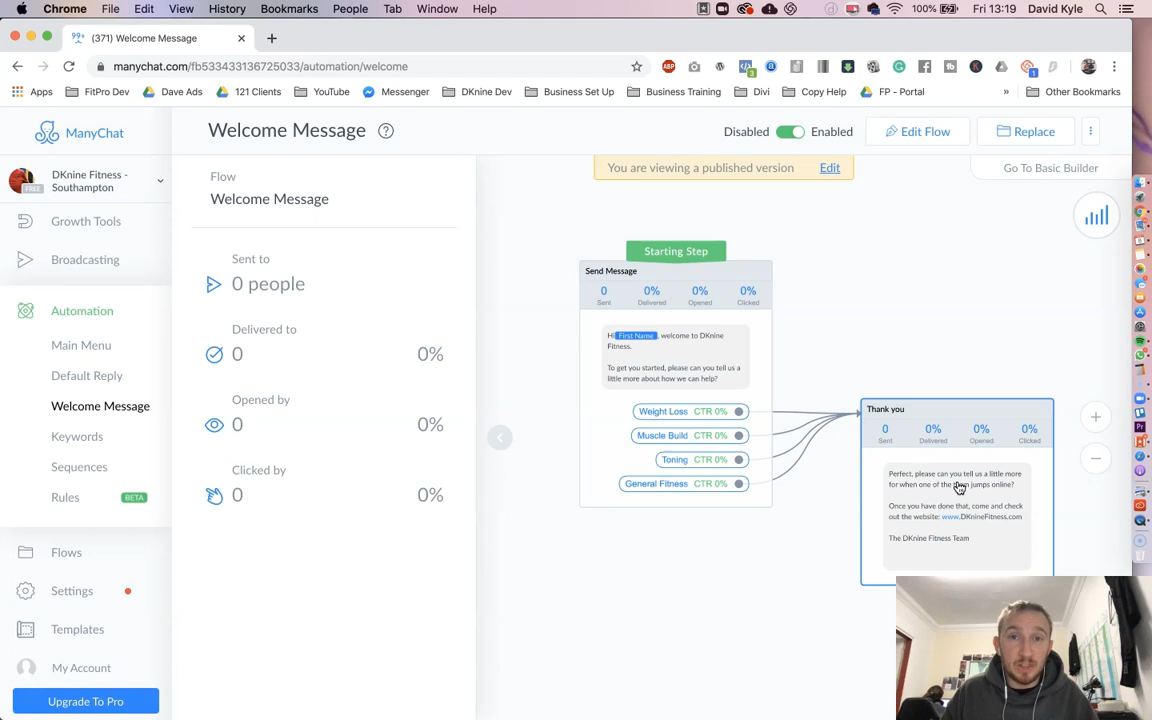 Chrome File Edit View History Bookmarks People Tab Window Help
100% Fri 13:19 David Kyle
(371) Welcome Message
manychat.com/fb533433136725033/automation/welcome
Apps FitPro Dev Dave Ads 121 Clients YouTube Messenger DKnine Dev Business Set Up Business Training Divi Copy Help FP - Portal » Other Bookmarks
ManyChat
Welcome Message
Disabled Enabled
Edit Flow
Replace
DKnine Fitness -
Southampton
FREE
Growth Tools
Broadcasting
Automation
Main Menu
Default Reply
Welcome Message
Keywords
Sequences
Rules BETA
Flows
Settings
Templates
My Account
Upgrade To Pro
Flow
Welcome Message
Sent to
0 people
Delivered to
0 0%
Opened by
0 0%
Clicked by
0 0%
You are viewing a published version Edit
Go To Basic Builder
Starting Step
Send Message
0 0% 0% 0%
Sent Delivered Opened Clicked
Hi First Name , welcome to DKnine
Fitness.
To get you started, please can you tell us a
little more about how we can help?
Weight Loss CTR 0%
Muscle Build CTR 0%
Toning CTR 0%
General Fitness CTR 0%
Thank you
0 0% 0% 0%
Sent Delivered Opened Clicked
Perfect, please can you tell us a little more
for when one of the jumps online?
Once you have done that, come and check
out the website: www.DKnineFitness.com
The DKnine Fitness Team